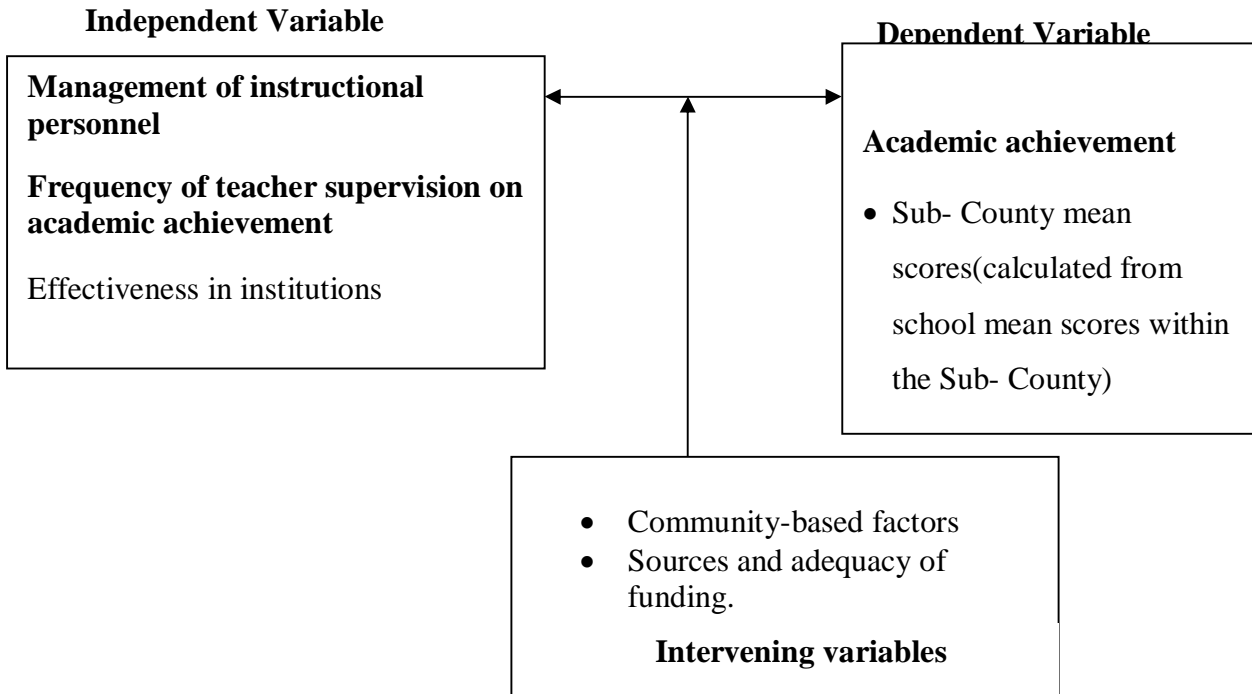 Independent Variable
Management of instructional
personnel
Frequency of teacher supervision on
academic achievement
Effectiveness in institutions
Dependent Variable
Academic achievement
• Sub- County mean
scores(calculated from
school mean scores within
the Sub- County)
• Community-based factors
• Sources and adequacy of
funding.
Intervening variables